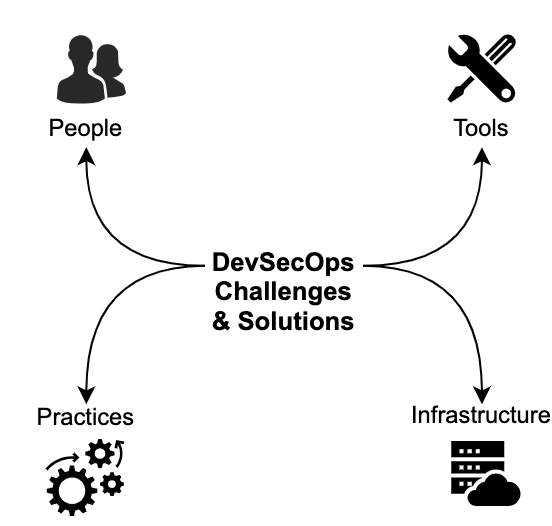 People
Tools
DevSecOps
Challenges
& Solutions
Practices
Infrastructure